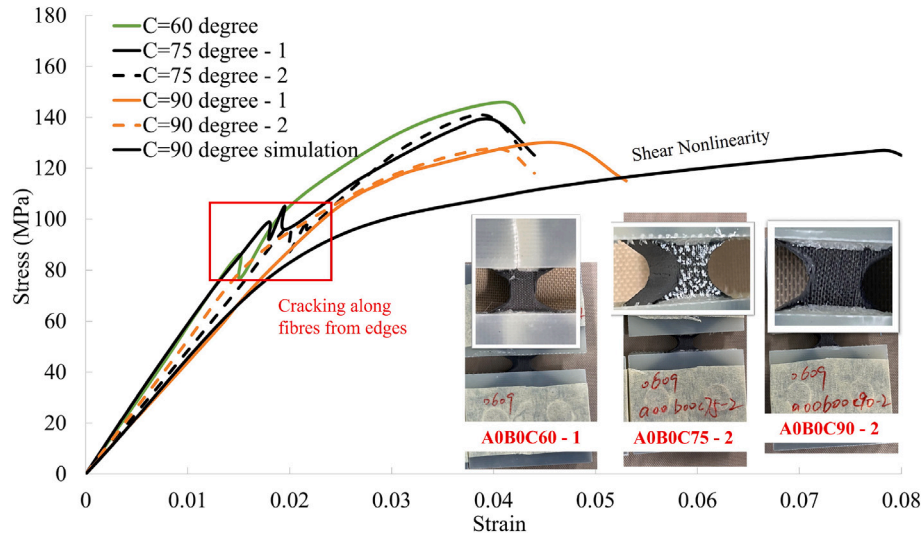 180
160
140
120
100
80
60
40
20
0
Stress (MPa)
C=60 degree
C=75 degree - 1
C=75 degree - 2
C=90 degree - 1
C=90 degree - 2
C=90 degree simulation
Shear Nonlinearity
Cracking along
fibres from edges
0609
A0B0C60 - 1
0609
a00b00c75-2
A0B0C75 - 2
0609
a00b00c90-2
A0B0C90 - 2
0 0.01 0.02 0.03 0.04 0.05 0.06 0.07 0.08
Strain